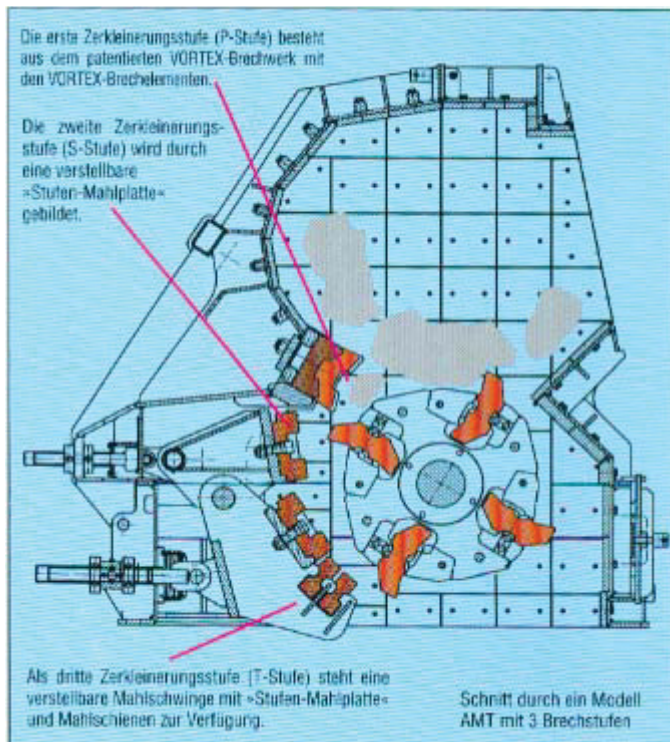 Die erste Zerkleinerungsstufe (P-Stufe) besteht
aus dem patentierten VORTEX-Brechwerk mit
den VORTEX-Brechelementen.
Die zweite Zerkleinerungs-
stufe (S-Stufe) wird durch
eine verstellbare
»Stufen-Mahlplatte«
gebildet.
Als dritte Zerkleinerungsstufe (T-Stufe) steht eine
verstellbare Mahlschwinge mit »Stufen-Mahlplatte«
und Mahlschienen zur Verfügung.
Schnitt durch ein Modell
AMT mit 3 Brechstufen